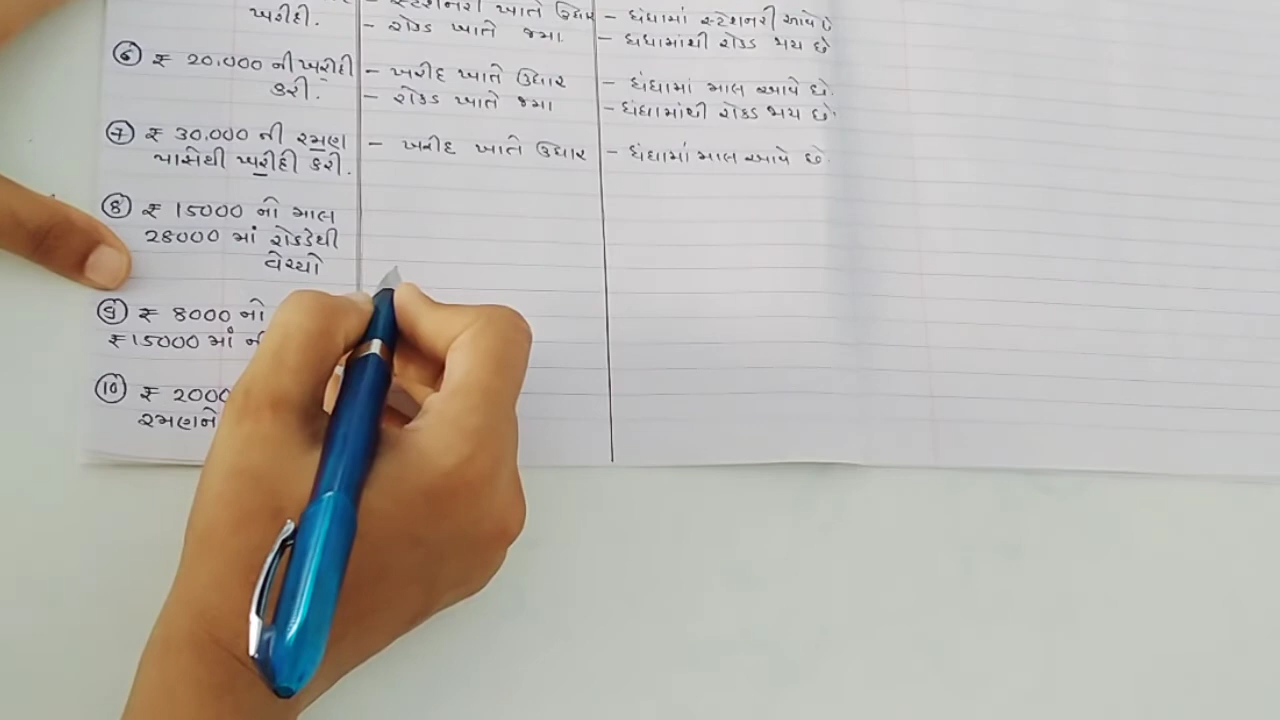 ખરીદી.
- સ્ટેશનરી ખાતે ઉધાર
- રોકડ ખાતે જમા
- ધંધામાં સ્ટેશનરી આવે છે
- ધંધામાંથી રોકડ જાય છે
⑥ ₹ 20,000 ની ખરીદી
કરી.
- ખરીદ ખાતે ઉધાર
- રોકડ ખાતે જમા
- ધંધામાં માલ આવે છે.
- ધંધામાંથી રોકડ જાય છે.
⑦ ₹ 30,000 ની રમણ
પાસેથી ખરીદી કરી.
- ખરીદ ખાતે ઉધાર
- ધંધામાં માલ આવે છે.
⑧ ₹ 15000 નો માલ
28000 માં રોકડેથી
વેચ્યો
⑨ ₹ 8000 નો
₹ 15000 માં
⑩ ₹ 2000
રમણને